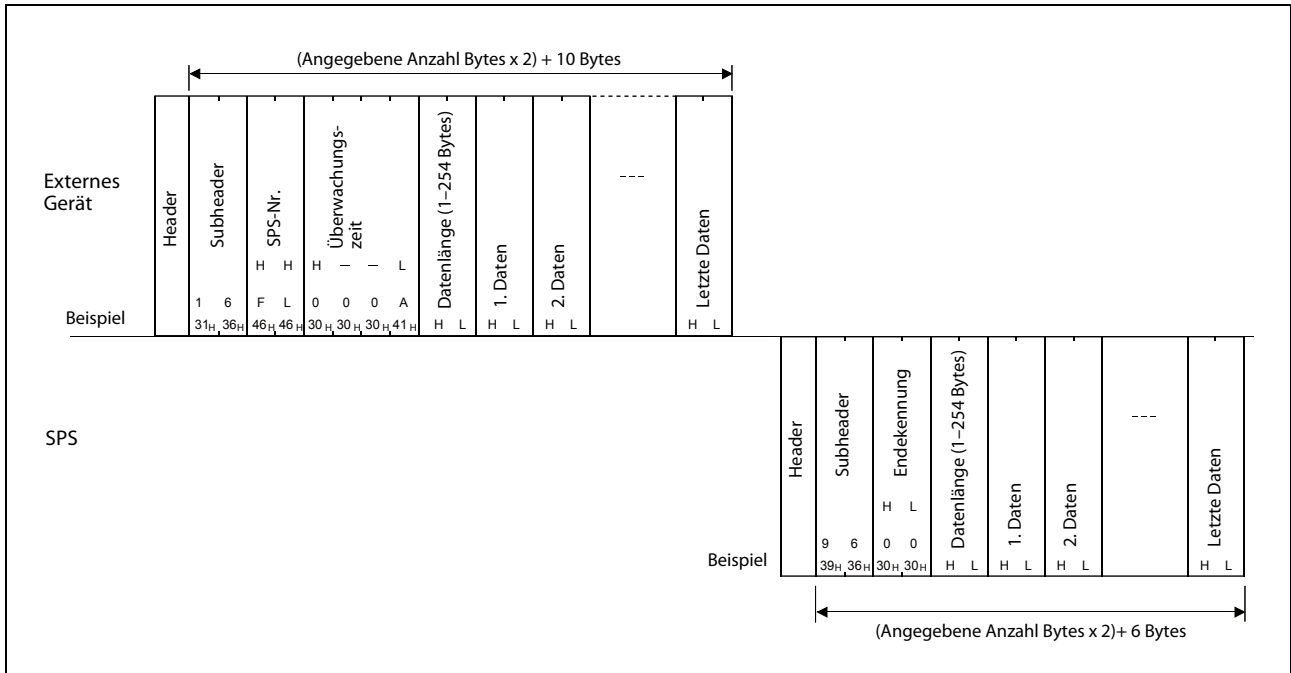 (Angegebene Anzahl Bytes x 2) + 10 Bytes
Externes
Gerät
Header
Subheader
SPS-Nr.
Überwachungs-
zeit
Datenlänge (1–254 Bytes)
1. Daten
2. Daten
---
Letzte Daten
H H H – – L
1 6 F L 0 0 0 A
Beispiel
31H 36H 46H 46H 30H 30H 30H 41H H L H L H L H L
SPS
Header
Subheader
Endekennung
Datenlänge (1–254 Bytes)
1. Daten
2. Daten
---
Letzte Daten
H L
9 6 0 0
Beispiel
39H 36H 30H 30H H L H L H L H L
(Angegebene Anzahl Bytes x 2)+ 6 Bytes